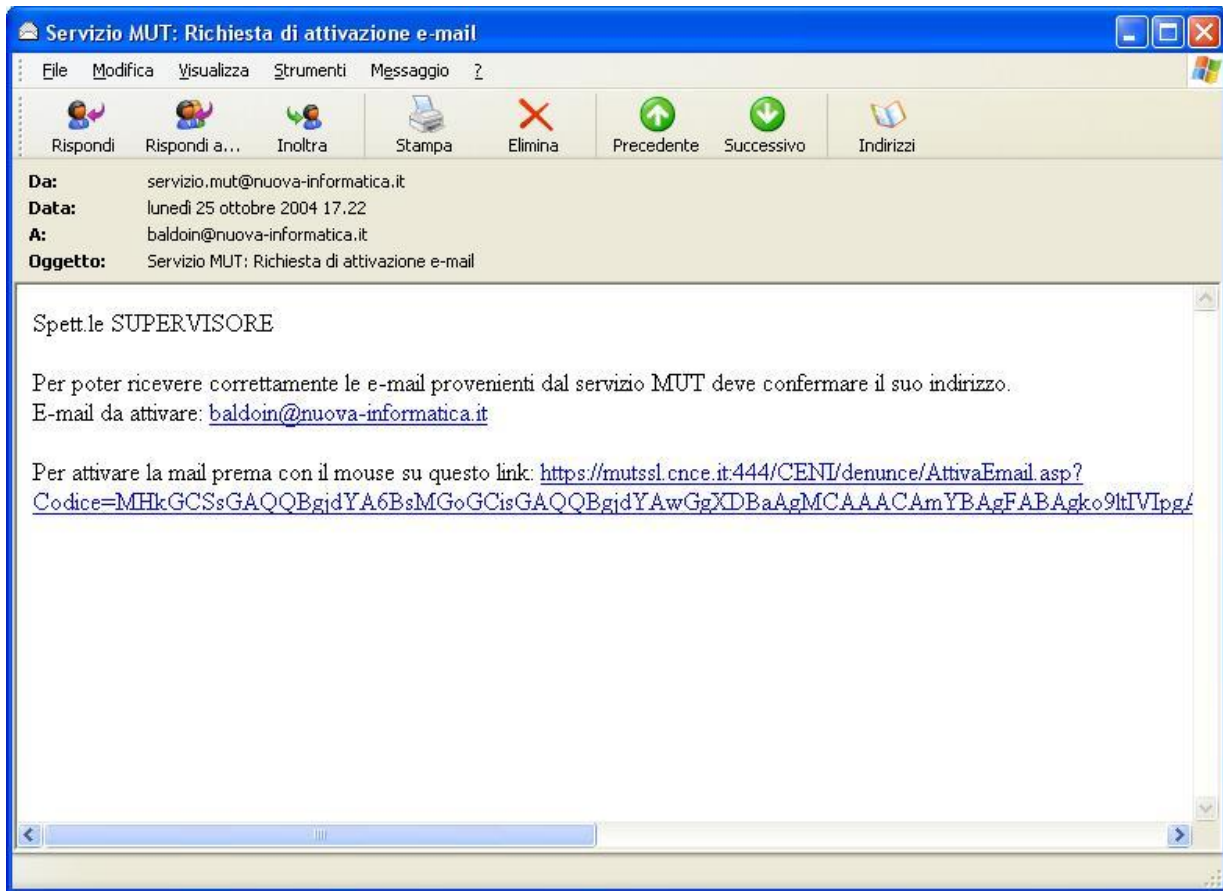 Servizio MUT: Richiesta di attivazione e-mail
File Modifica Visualizza Strumenti Messaggio ?
Rispondi Rispondi a... Inoltra Stampa Elimina Precedente Successivo Indirizzi
Da: servizio.mut@nuova-informatica.it
Data: lunedì 25 ottobre 2004 17.22
A: baldoin@nuova-informatica.it
Oggetto: Servizio MUT: Richiesta di attivazione e-mail
Spett.le SUPERVISORE
Per poter ricevere correttamente le e-mail provenienti dal servizio MUT deve confermare il suo indirizzo.
E-mail da attivare: baldoin@nuova-informatica.it
Per attivare la mail prema con il mouse su questo link: https://mutssl.cnce.it:444/CENI/denunce/AttivaEmail.asp?
Codice=MHkGCSsGAQQBgjdYA6BsMGoGCisGAQQBgjdYAwGgXDBaAgMCAAACAmYBAgFABAgko9ltIVIpgA